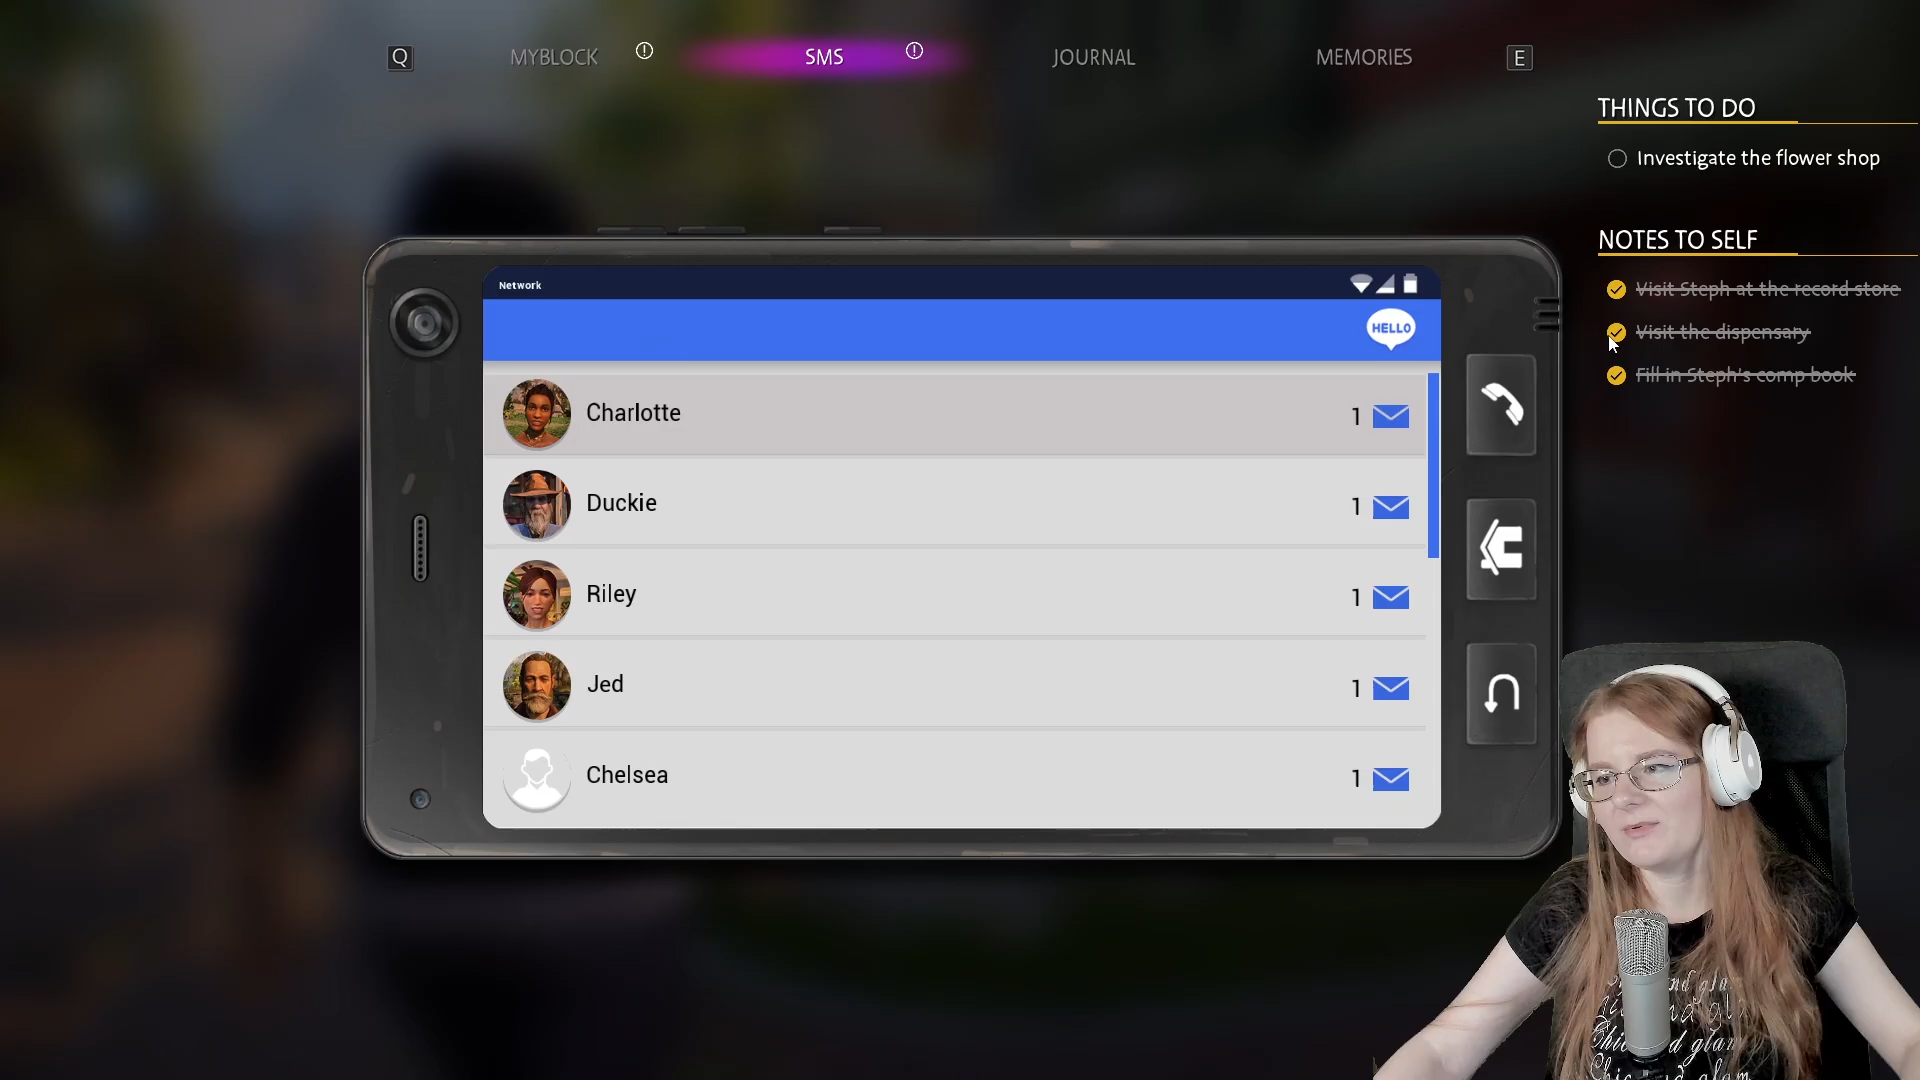 Q
MYBLOCK
SMS
JOURNAL
MEMORIES
E
THINGS TO DO
Investigate the flower shop
NOTES TO SELF
Visit Steph at the record store
Visit the dispensary
Fill in Steph's comp book
Network
HELLO
Charlotte 1
Duckie 1
Riley 1
Jed 1
Chelsea 1